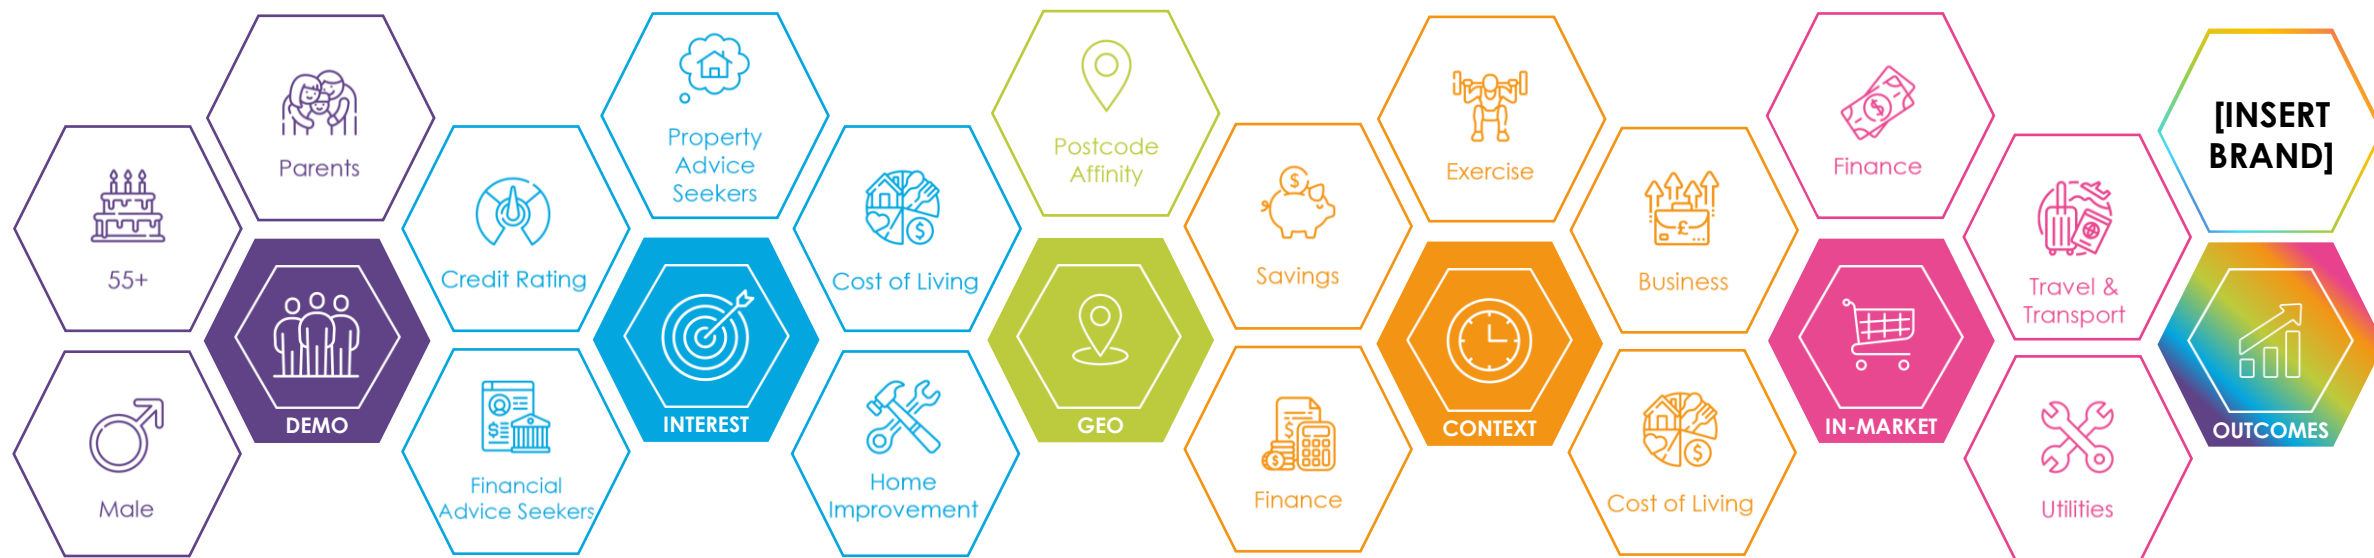 Parents
55+
Male
DEMO
Credit Rating
Financial
Advice Seekers
Property
Advice
Seekers
INTEREST
Cost of Living
Home
Improvement
Postcode
Affinity
GEO
Savings
Finance
Exercise
CONTEXT
Business
£
Cost of Living
Finance
IN-MARKET
Travel &
Transport
Utilities
[INSERT
BRAND]
OUTCOMES